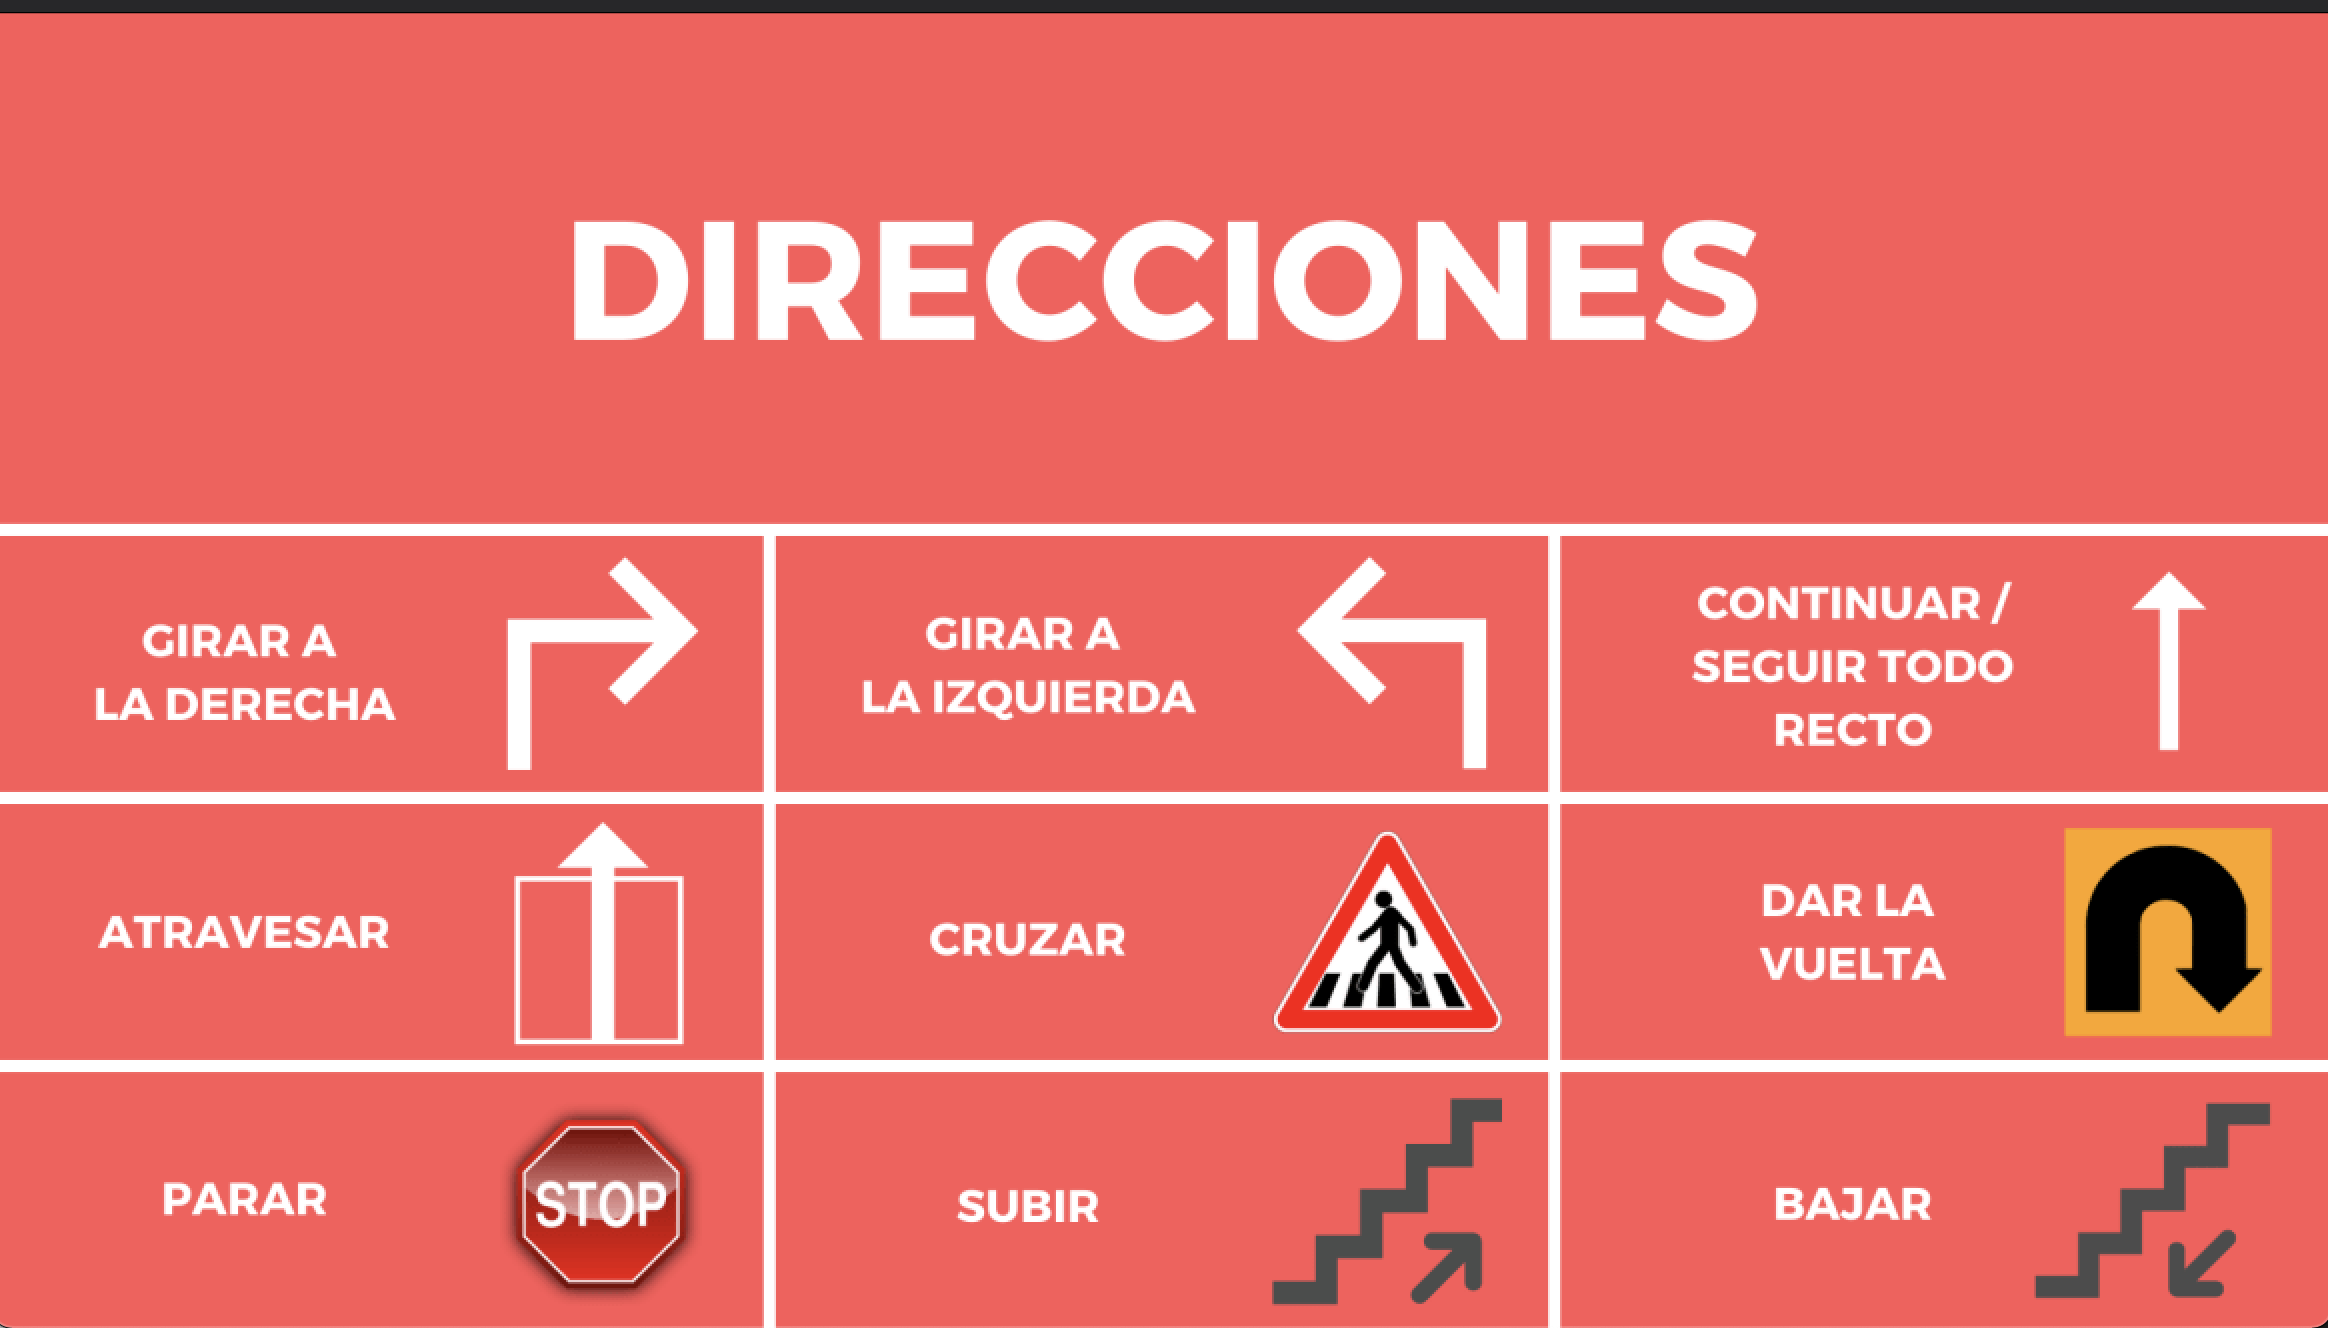 DIRECCIONES
GIRAR A
LA DERECHA
GIRAR A
LA IZQUIERDA
CONTINUAR /
SEGUIR TODO
RECTO
ATRAVESAR
CRUZAR
DAR LA
VUELTA
PARAR
STOP
SUBIR
BAJAR